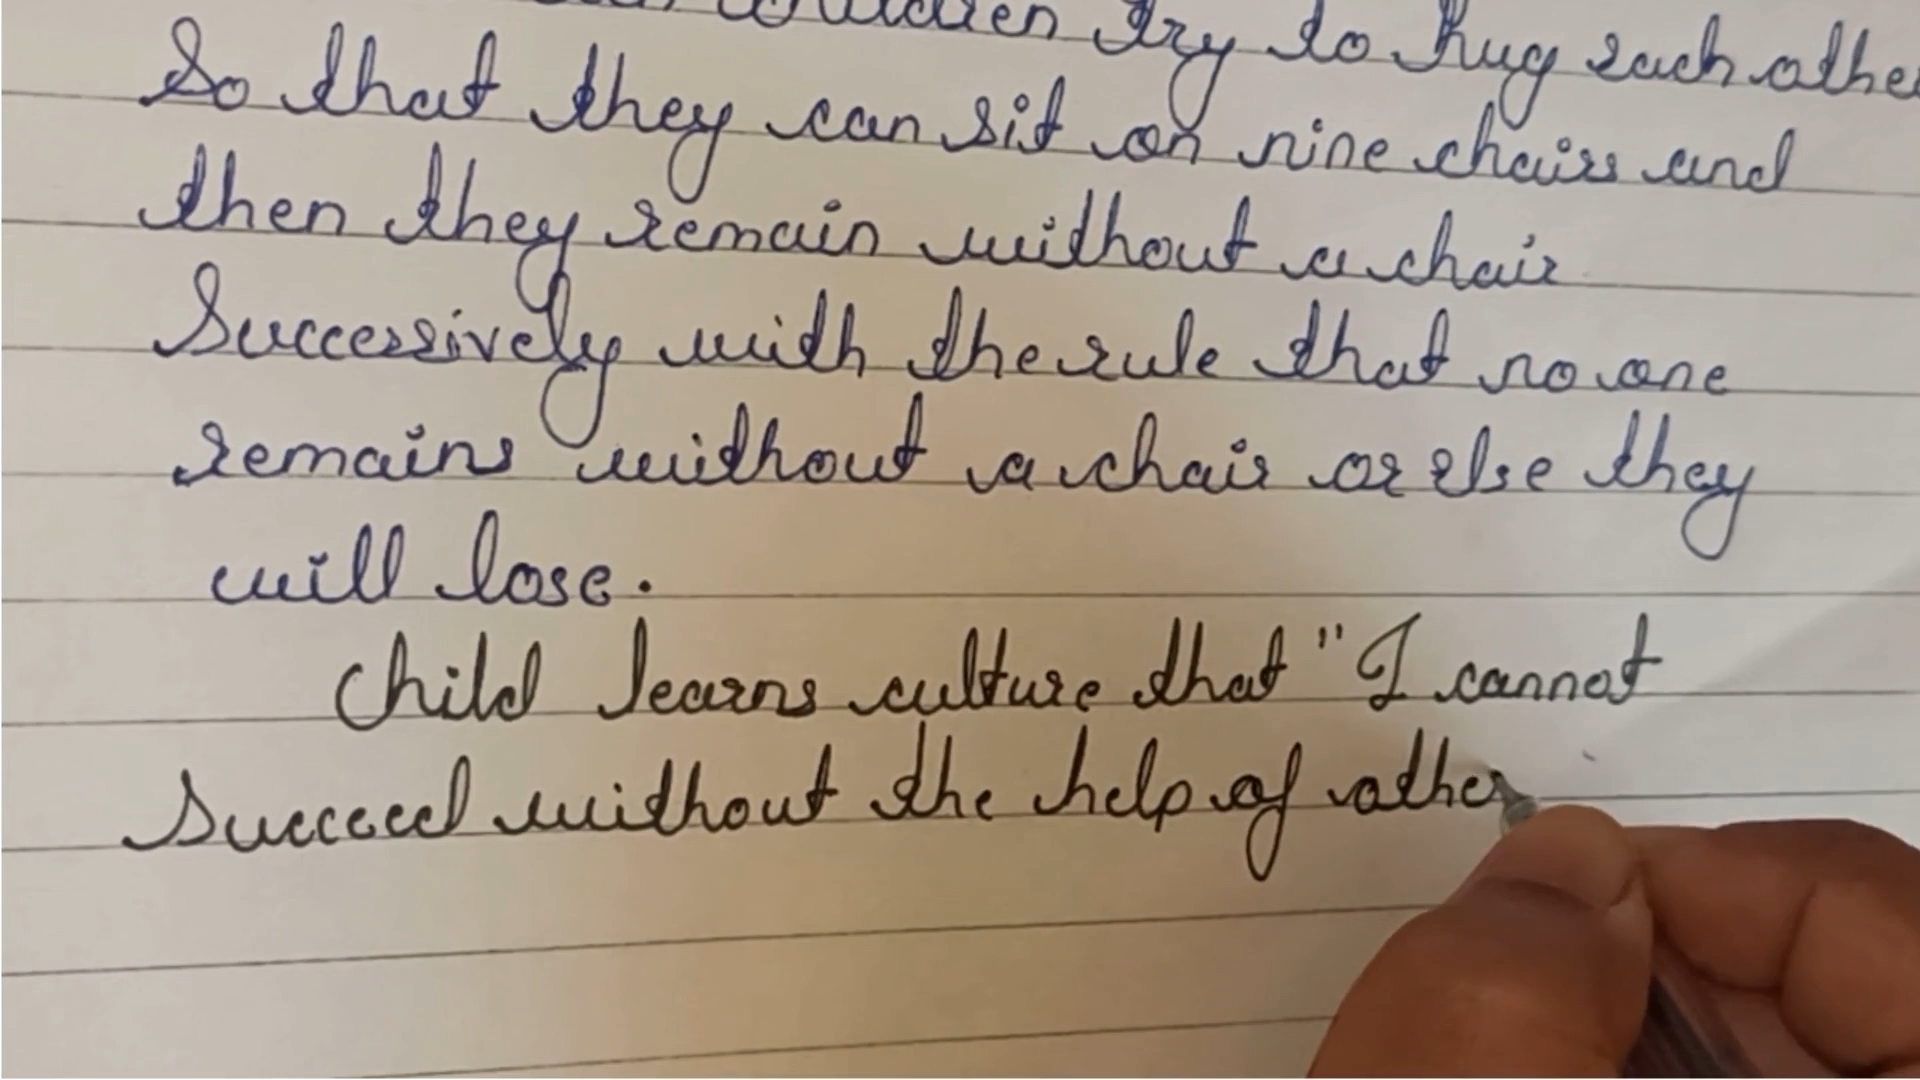 children try to hug each othe
So that they can sit on nine chairs and
then they remain without a chair
Successively with the rule that no one
remains without a chair or else they
will lose.
Child learns culture that "I cannot
Succeed without the help of other